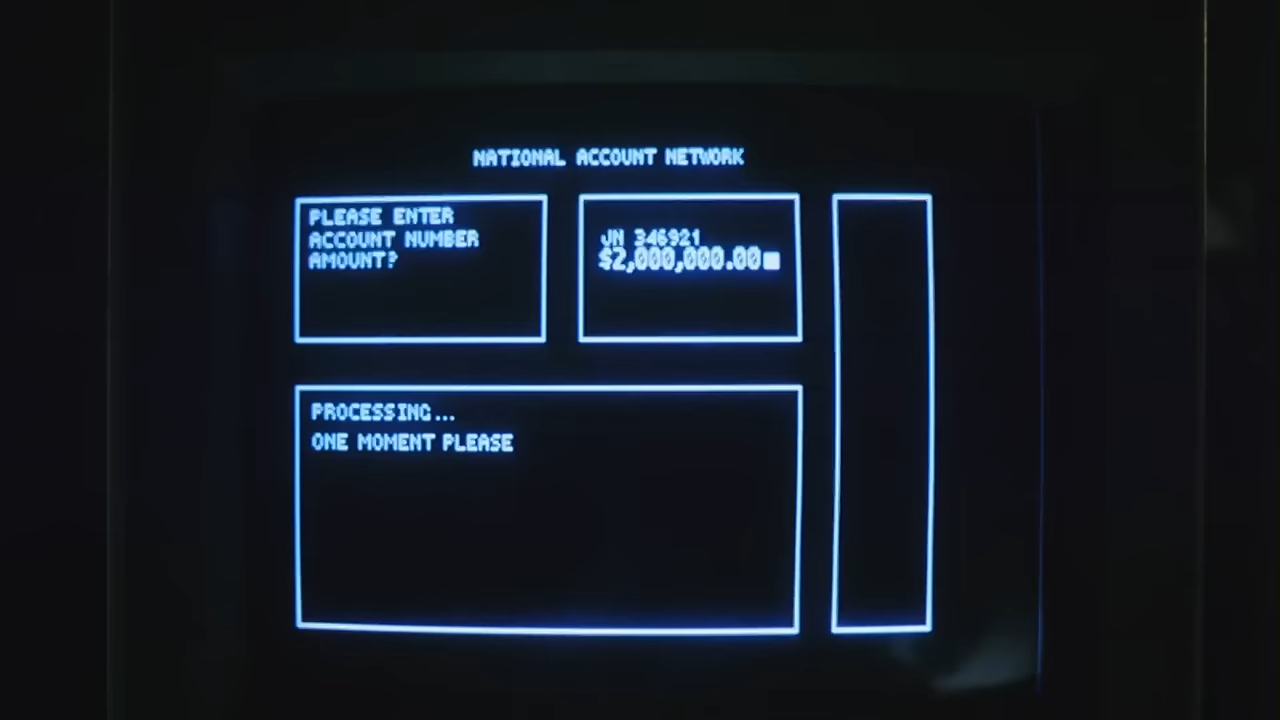 NATIONAL ACCOUNT NETWORK
PLEASE ENTER
ACCOUNT NUMBER
AMOUNT?
JN 346921
$2,000,000.00
PROCESSING...
ONE MOMENT PLEASE